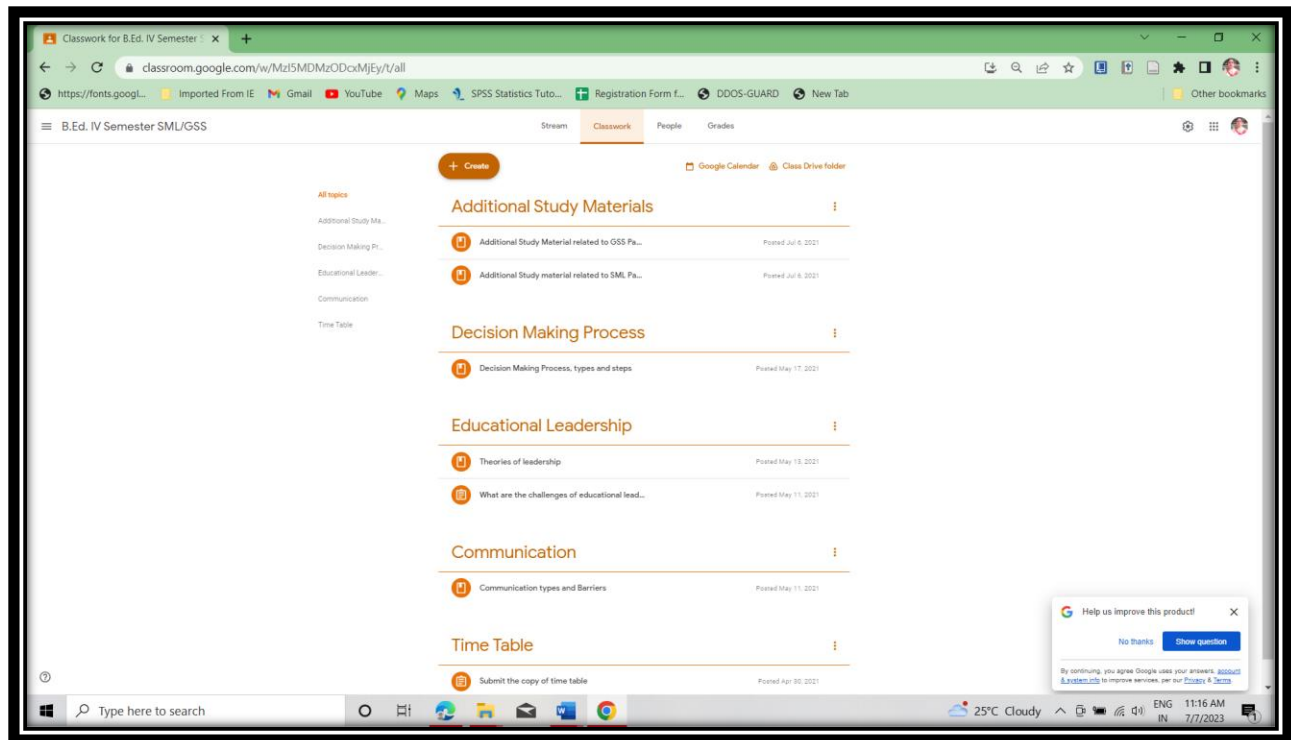 Classwork for B.Ed. IV Semester S
classroom.google.com/w/MzI5MDMzODcxMjEy/t/all
https://fonts.googl... Imported From IE Gmail YouTube Maps SPSS Statistics Tuto... Registration Form f... DDOS-GUARD New Tab Other bookmarks
B.Ed. IV Semester SML/GSS Stream Classwork People Grades
+ Create Google Calendar Class Drive folder
All topics
Additional Study Ma...
Decision Making Pr...
Educational Leader...
Communication
Time Table
Additional Study Materials
Additional Study Material related to GSS Pa... Posted Jul 6, 2021
Additional Study material related to SML Pa... Posted Jul 6, 2021
Decision Making Process
Decision Making Process, types and steps Posted May 17, 2021
Educational Leadership
Theories of leadership Posted May 13, 2021
What are the challenges of educational lead... Posted May 11, 2021
Communication
Communication types and Barriers Posted May 11, 2021
Time Table
Submit the copy of time table Posted Apr 30, 2021
Help us improve this product!
No thanks Show question
By continuing, you agree Google uses your answers, account
& system info to improve services, per our Privacy & Terms.
Type here to search 25°C Cloudy ENG 11:16 AM
IN 7/7/2023